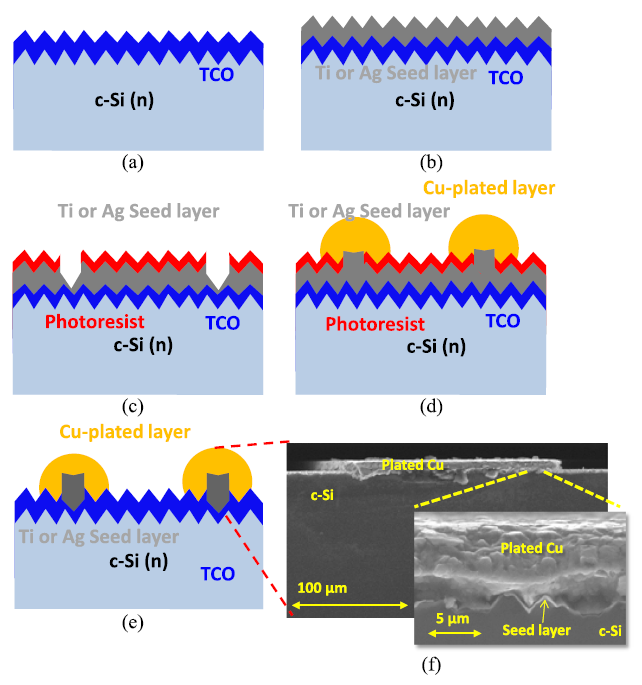 TCO
c-Si (n)
(a)
Ti or Ag Seed layer
TCO
c-Si (n)
(b)
Ti or Ag Seed layer
Photoresist
TCO
c-Si (n)
(c)
Cu-plated layer
Ti or Ag Seed layer
Photoresist
TCO
c-Si (n)
(d)
Cu-plated layer
Ti or Ag Seed layer
c-Si (n)
TCO
(e)
Plated Cu
c-Si
100 µm
Plated Cu
5 µm
Seed layer
c-Si
(f)